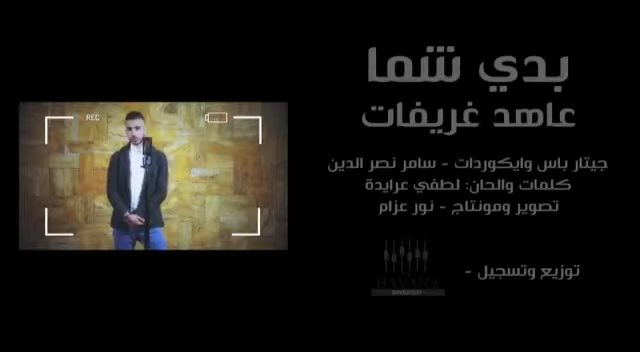 بدي شما
عاهد غريفات
جيتار باس وايكوردات - سامر نصر الدين
كلمات والحان: لطفي عرايدة
تصوير ومونتاج - نور عزام
توزيع وتسجيل -
HAVANA
REC